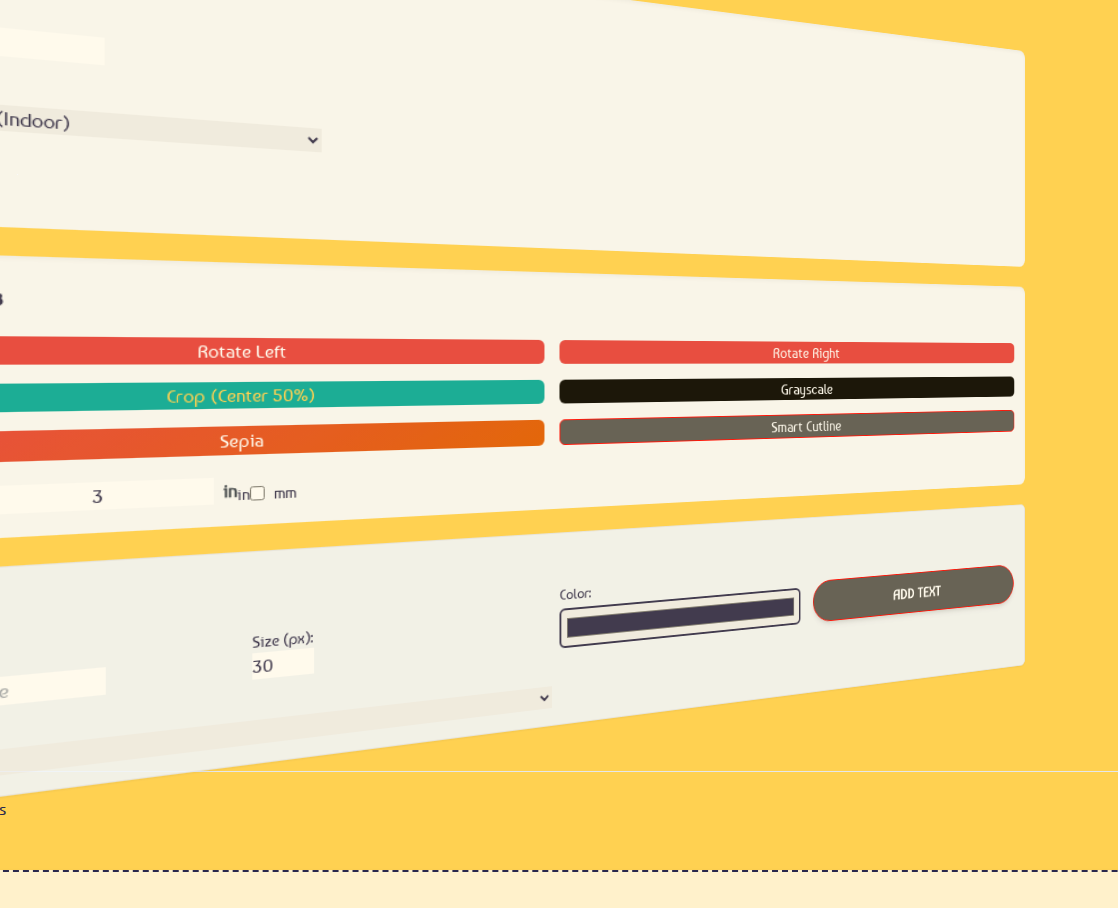 (Indoor)
Rotate Left
Rotate Right
Crop (Center 50%)
Grayscale
Sepia
Smart Cutline
3
in
in
mm
Color:
ADD TEXT
Size (px):
30
e
s